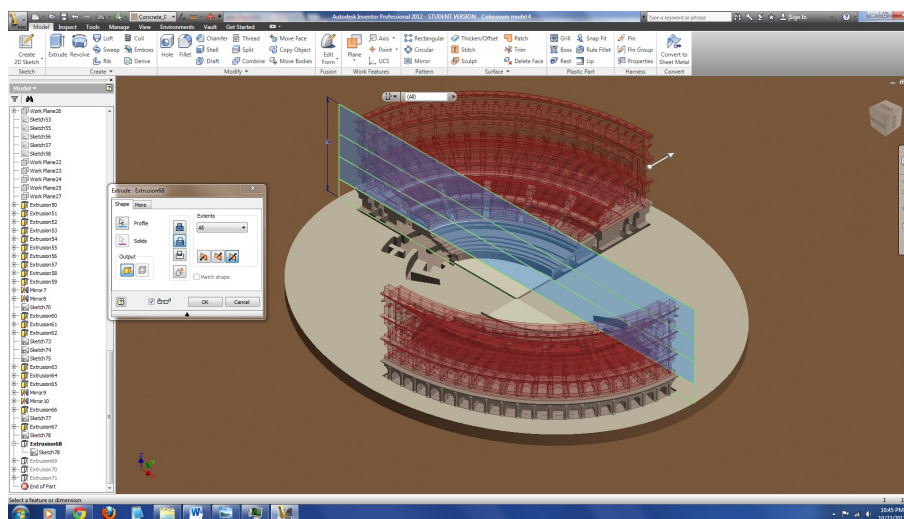 Concrete_C
Autodesk Inventor Professional 2012 - STUDENT VERSION Colosseum model 4
Type a keyword or phrase
Sign In
PRO
Model Inspect Tools Manage View Environments Vault Get Started
Create 2D Sketch
Extrude Revolve
Loft
Sweep
Rib
Coil
Emboss
Derive
Hole Fillet
Chamfer
Shell
Draft
Thread
Split
Combine
Move Face
Copy Object
Move Bodies
Edit Form
Plane
Axis
Point
UCS
Rectangular
Circular
Mirror
Thicken/Offset
Stitch
Sculpt
Patch
Trim
Delete Face
Grill
Boss
Rest
Snap Fit
Rule Fillet
Lip
Pin
Pin Group
Properties
Convert to Sheet Metal
Sketch Create Modify Fusion Work Features Pattern Surface Plastic Part Harness Convert
Model
Work Plane26
Sketch53
Sketch55
Sketch56
Sketch57
Sketch58
Work Plane22
Work Plane23
Work Plane24
Work Plane25
Work Plane27
Extrusion50
Extrusion51
Extrusion52
Extrusion53
Extrusion54
Extrusion55
Extrusion56
Extrusion57
Extrusion58
Extrusion59
Mirror7
Mirror8
Sketch70
Extrusion60
Extrusion61
Extrusion62
Sketch73
Sketch74
Sketch75
Extrusion63
Extrusion64
Extrusion65
Mirror9
Mirror10
Extrusion66
Sketch77
Extrusion67
Sketch78
Extrusion68
Sketch78
Extrusion69
Extrusion70
Extrusion71
End of Part
(All)
Extrude : Extrusion68
Shape More
Profile
Solids
Output
Extents
All
Match shape
OK Cancel
Select a feature or dimension
1 1
10:45 PM